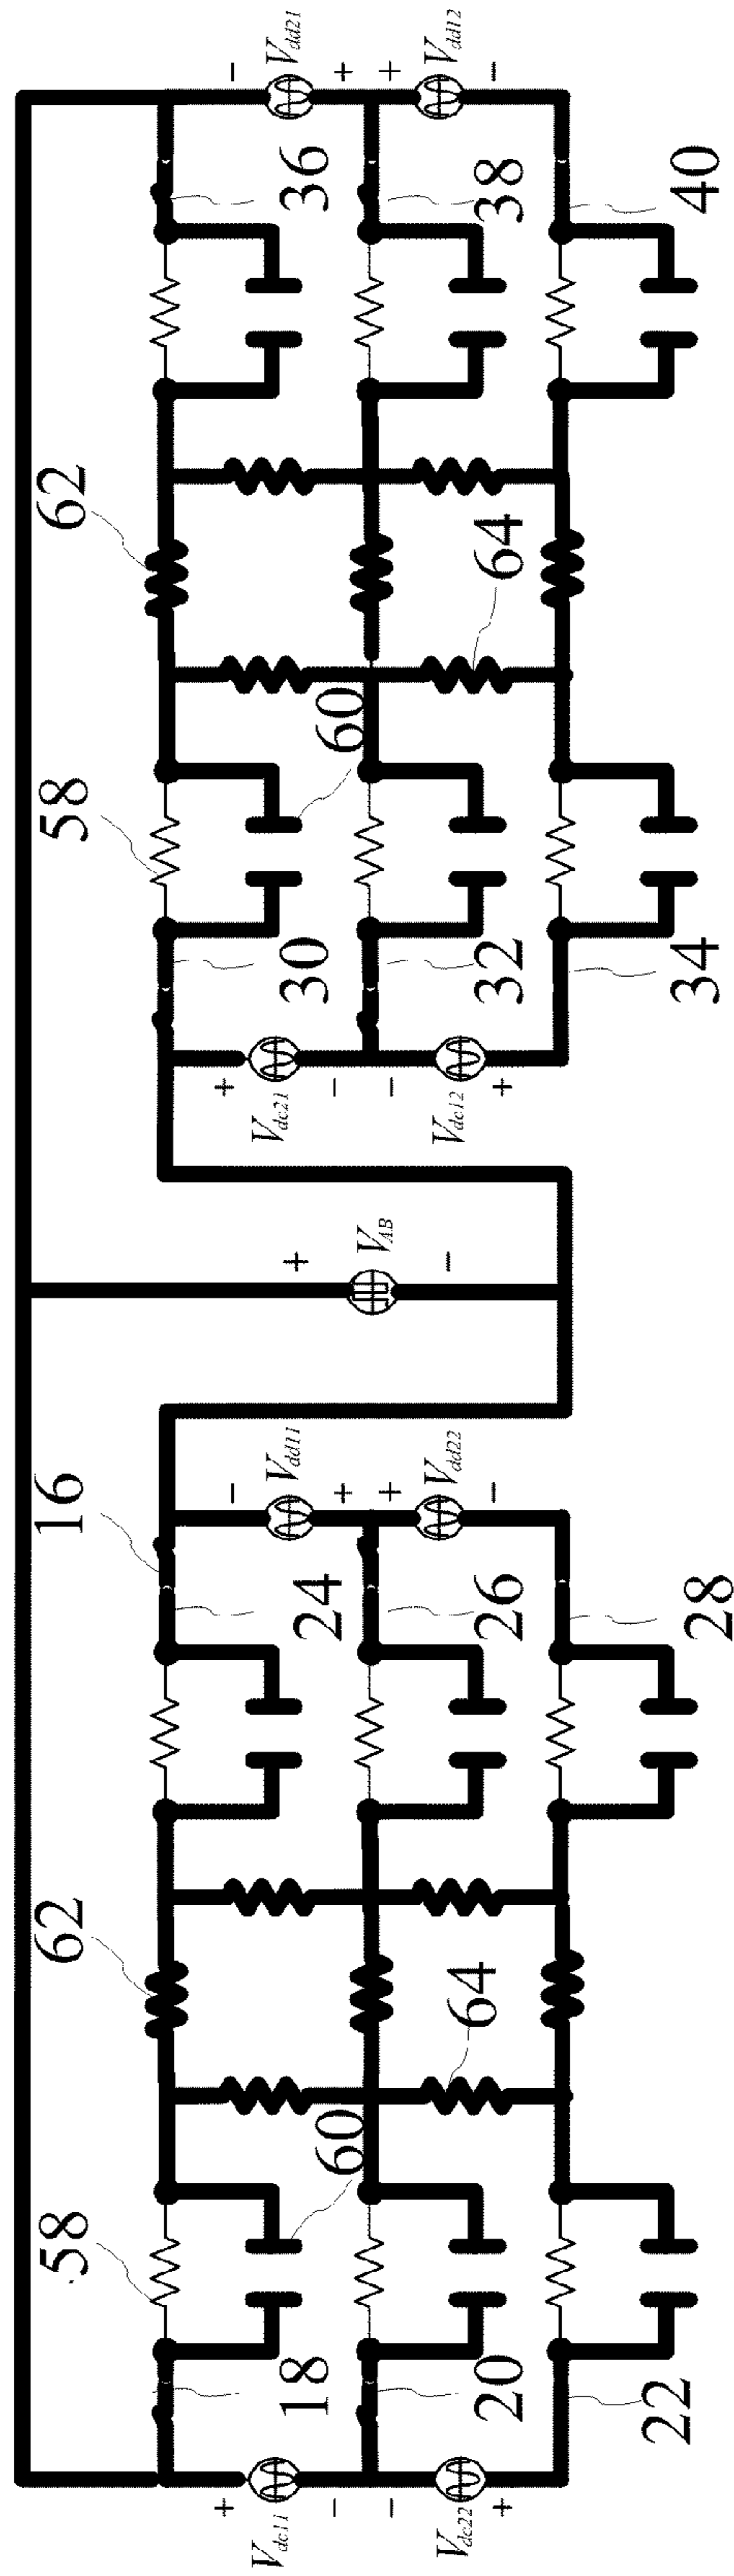 58 62 16 58 62
+ − + −
Vdc11 Vdd11 Vdc21 Vdd21
18 24 + 30 36
− 60 + − 60 +
VAB
− + − +
Vdc22 Vdd22 − Vdc12 Vdd12
64 64
+ − + −
20 26 32 38
22 28 34 40